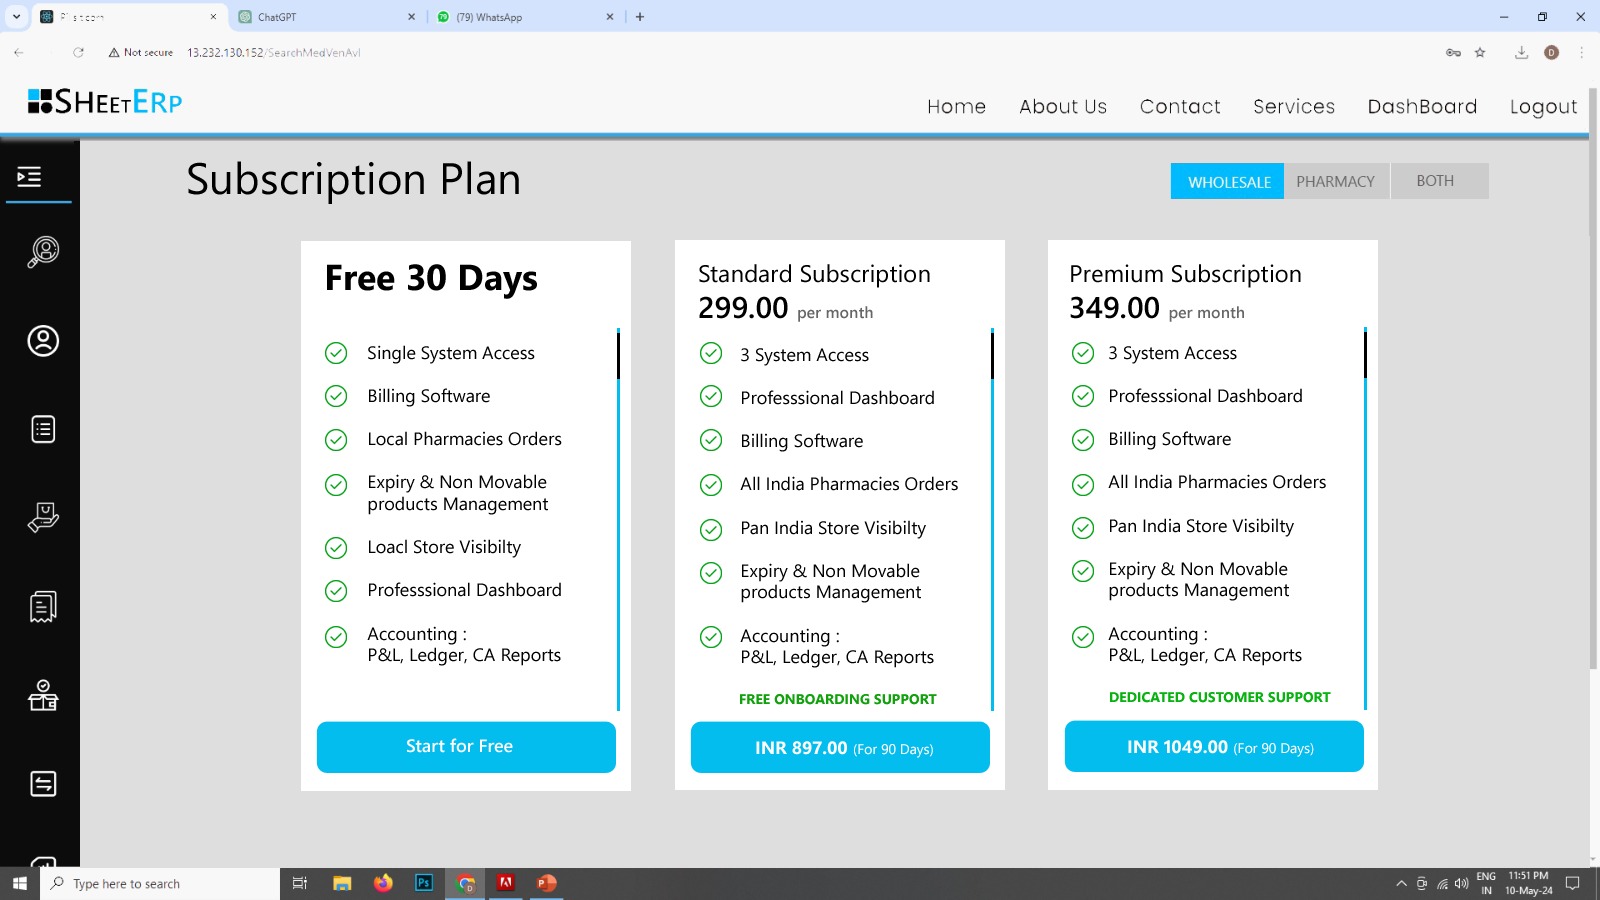 ChatGPT
(79) WhatsApp
Not secure
13.232.130.152/SearchMedVenAvl
D
SHEETERP
Home
About Us
Contact
Services
DashBoard
Logout
Subscription Plan
WHOLESALE
PHARMACY
BOTH
Free 30 Days
Single System Access
Billing Software
Local Pharmacies Orders
Expiry & Non Movable
products Management
Loacl Store Visibilty
Professsional Dashboard
Accounting :
P&L, Ledger, CA Reports
Start for Free
Standard Subscription
299.00 per month
3 System Access
Professsional Dashboard
Billing Software
All India Pharmacies Orders
Pan India Store Visibilty
Expiry & Non Movable
products Management
Accounting :
P&L, Ledger, CA Reports
FREE ONBOARDING SUPPORT
INR 897.00 (For 90 Days)
Premium Subscription
349.00 per month
3 System Access
Professsional Dashboard
Billing Software
All India Pharmacies Orders
Pan India Store Visibilty
Expiry & Non Movable
products Management
Accounting :
P&L, Ledger, CA Reports
DEDICATED CUSTOMER SUPPORT
INR 1049.00 (For 90 Days)
Type here to search
Ps
ENG
IN
11:51 PM
10-May-24